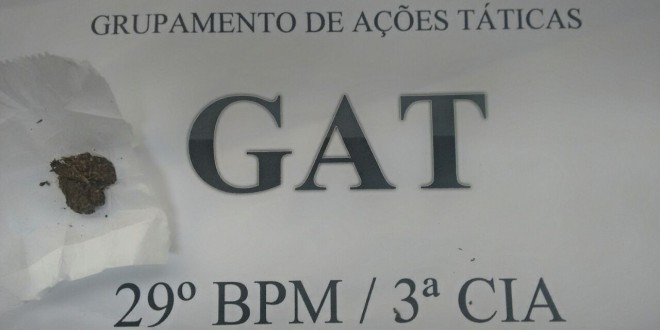 GRUPAMENTO DE AÇÕES TÁTICAS
GAT
29º BPM / 3ª CIA